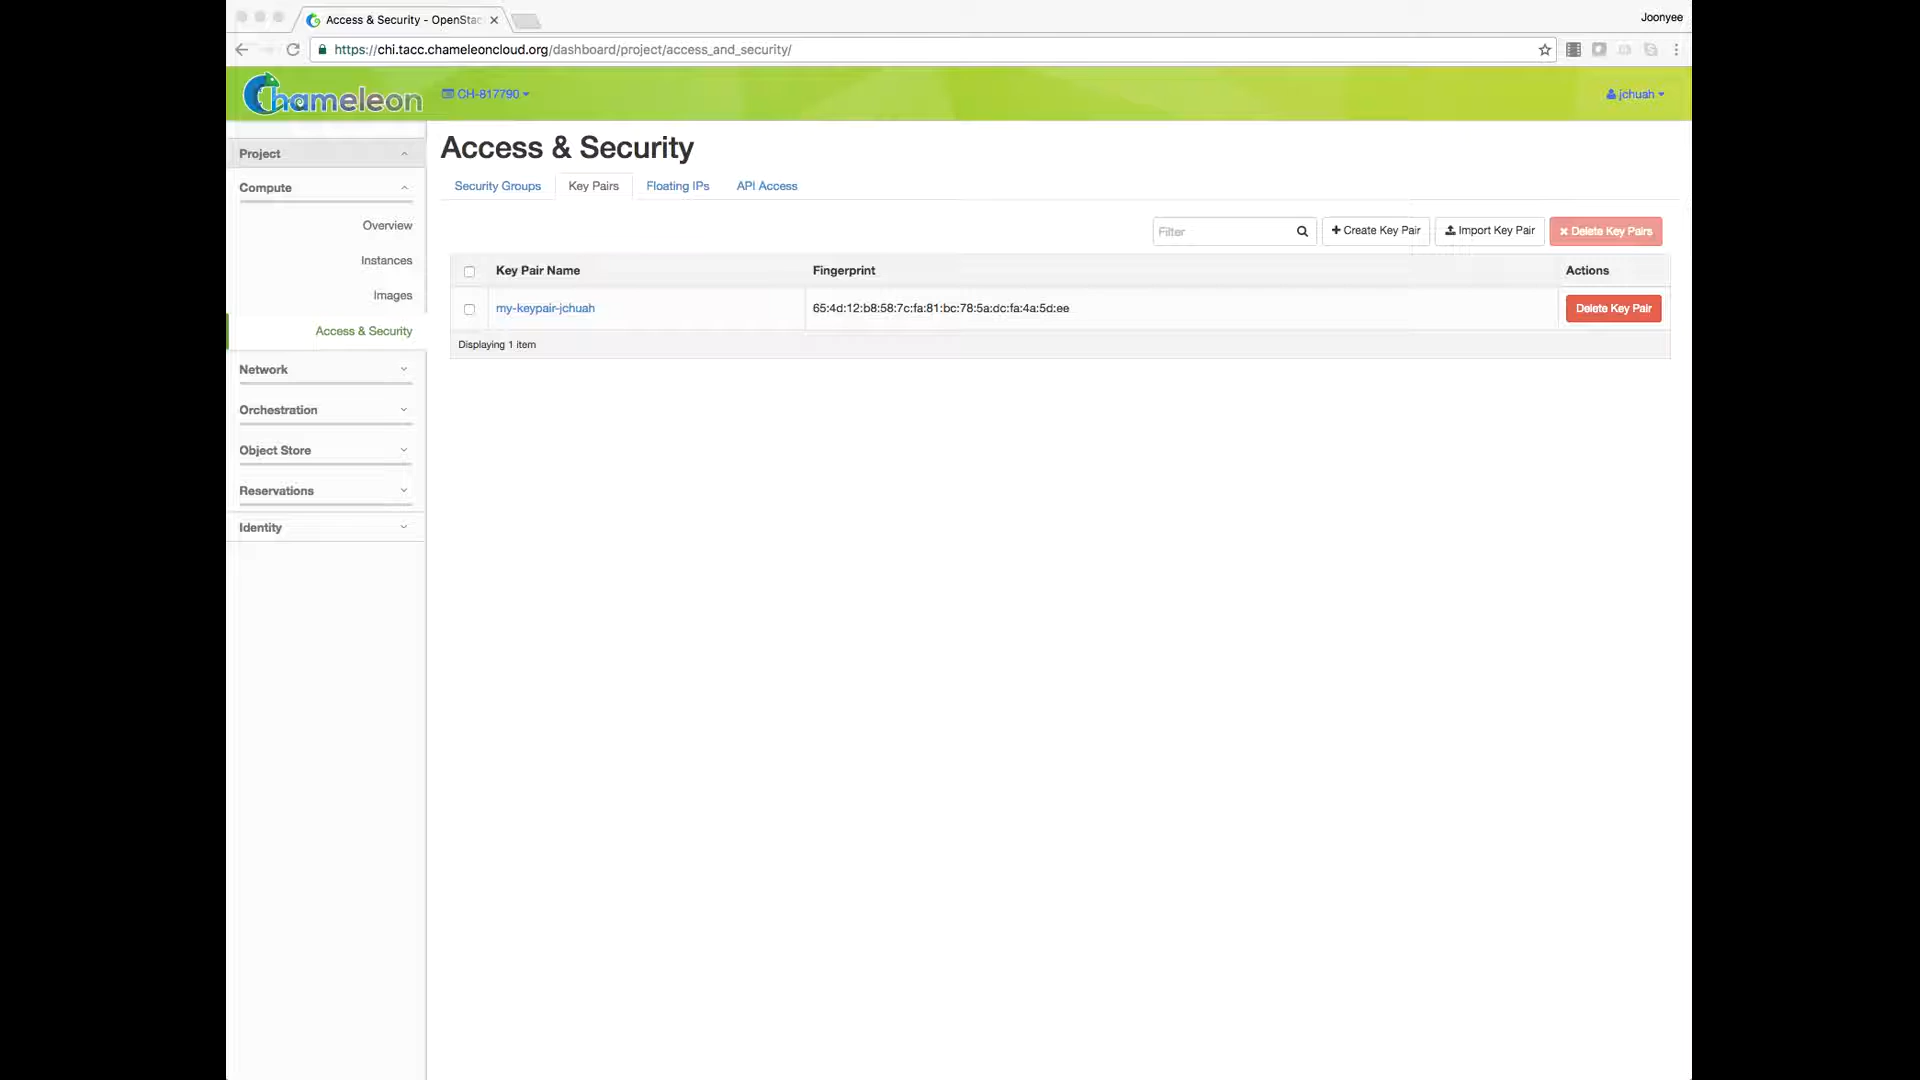 Access & Security - OpenStac
Joonyee
https://chi.tacc.chameleoncloud.org/dashboard/project/access_and_security/
Chameleon
CH-817790
jchuah
Project
Compute
Overview
Instances
Images
Access & Security
Network
Orchestration
Object Store
Reservations
Identity
Access & Security
Security Groups Key Pairs Floating IPs API Access
Filter Create Key Pair Import Key Pair Delete Key Pairs
Key Pair Name Fingerprint Actions
my-keypair-jchuah 65:4d:12:b8:58:7c:fa:81:bc:78:5a:dc:fa:4a:5d:ee Delete Key Pair
Displaying 1 item